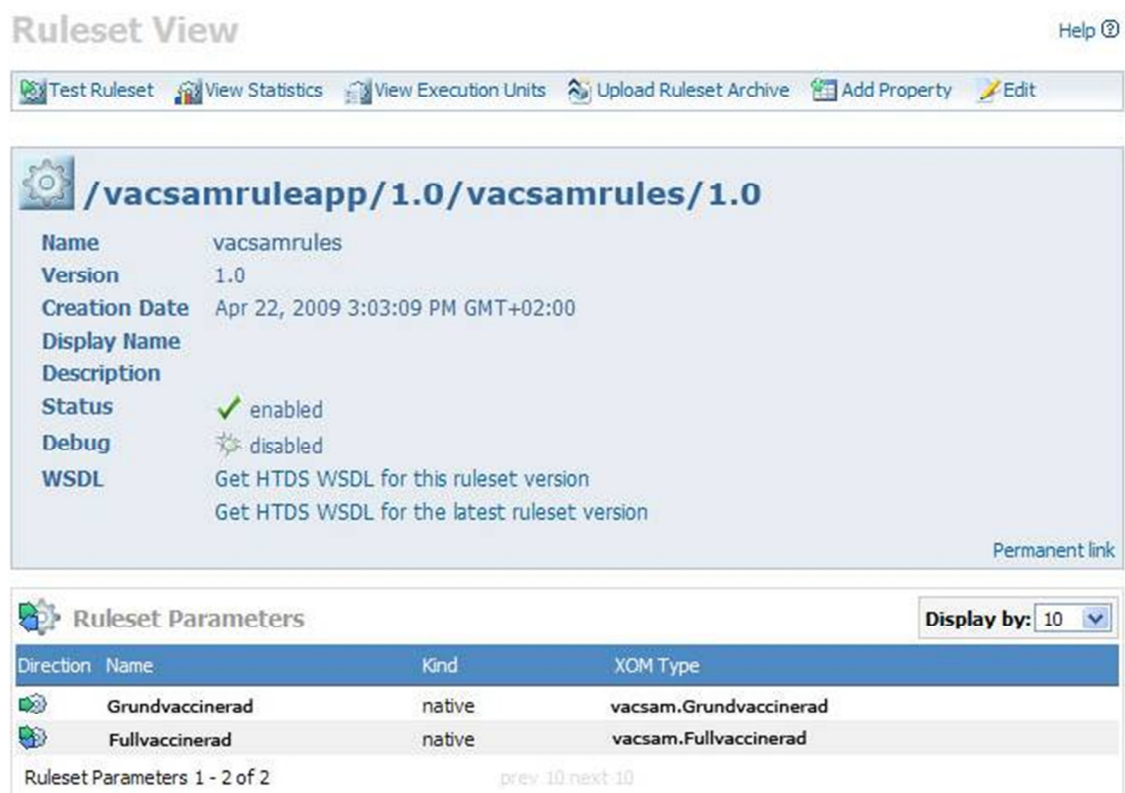 Ruleset View
Help
Test Ruleset View Statistics View Execution Units Upload Ruleset Archive Add Property Edit
/vacsamruleapp/1.0/vacsamrules/1.0
Name vacsamrules
Version 1.0
Creation Date Apr 22, 2009 3:03:09 PM GMT+02:00
Display Name
Description
Status enabled
Debug disabled
WSDL Get HTDS WSDL for this ruleset version
Get HTDS WSDL for the latest ruleset version
Permanent link
Ruleset Parameters Display by: 10
Direction Name Kind XOM Type
Grundvaccinerad native vacsam.Grundvaccinerad
Fullvaccinerad native vacsam.Fullvaccinerad
Ruleset Parameters 1 - 2 of 2 prev 10 next 10